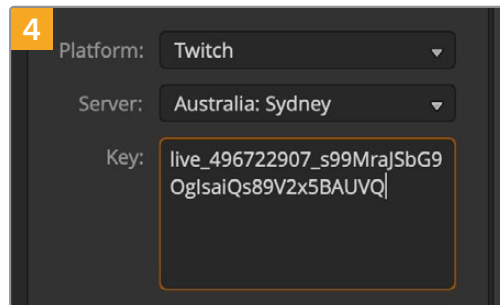 4
Platform: Twitch
Server: Australia: Sydney
Key: live_496722907_s99MraJSbG9
OgIsaiQs89V2x5BAUVQ